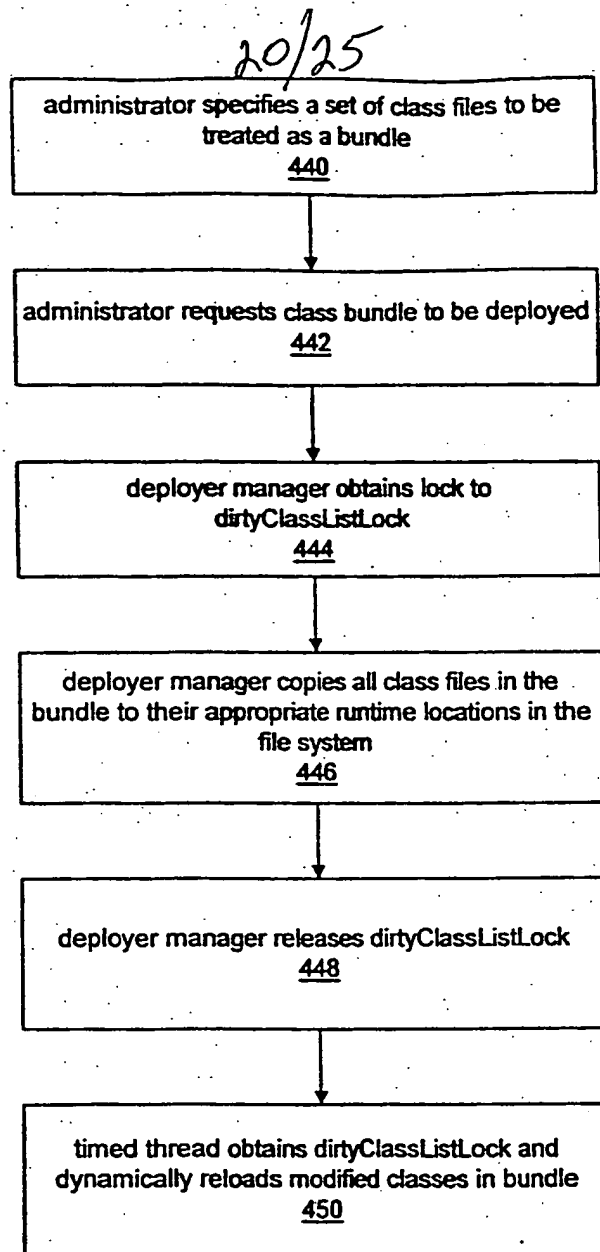 20/25
administrator specifies a set of class files to be
treated as a bundle
440
administrator requests class bundle to be deployed
442
deployer manager obtains lock to
dirtyClassListLock
444
deployer manager copies all class files in the
bundle to their appropriate runtime locations in the
file system
446
deployer manager releases dirtyClassListLock
448
timed thread obtains dirtyClassListLock and
dynamically reloads modified classes in bundle
450